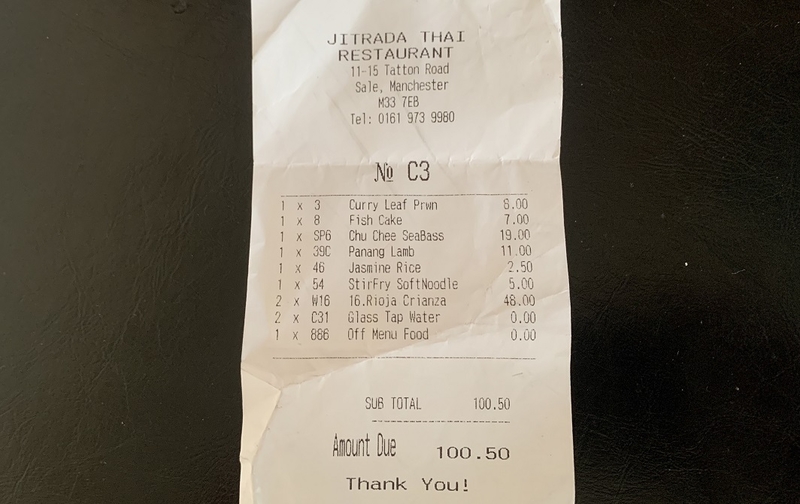 JITRADA THAI
RESTAURANT
11-15 Tatton Road
Sale, Manchester
M33 7EB
Tel: 0161 973 9980
№ C3
1 x 3 Curry Leaf Prwn 8.00
1 x 8 Fish Cake 7.00
1 x SP6 Chu Chee SeaBass 19.00
1 x 39C Panang Lamb 11.00
1 x 46 Jasmine Rice 2.50
1 x 54 StirFry SoftNoodle 5.00
2 x W16 16.Rioja Crianza 48.00
2 x C31 Glass Tap Water 0.00
1 x 886 Off Menu Food 0.00
SUB TOTAL 100.50
Amount Due 100.50
Thank You!